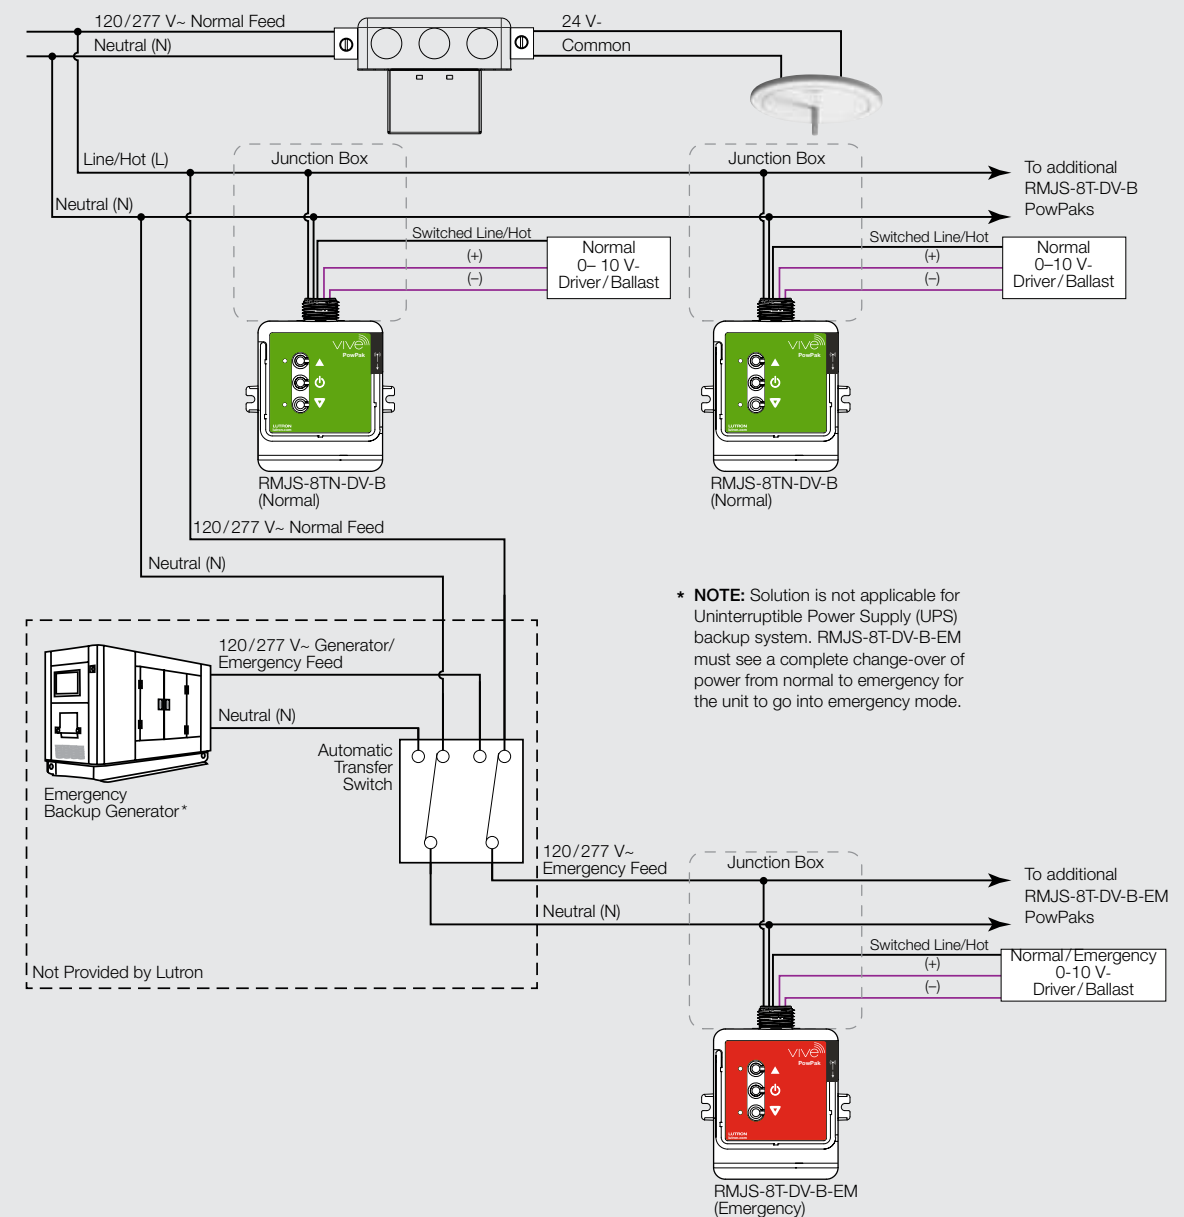 120/277 V~ Normal Feed
Neutral (N)
24 V-
Common
Line/Hot (L)
Junction Box
Junction Box
To additional
RMJS-8T-DV-B
PowPaks
Neutral (N)
Switched Line/Hot
(+)
(–)
Normal
0– 10 V-
Driver/Ballast
Switched Line/Hot
(+)
(–)
Normal
0–10 V-
Driver/Ballast
VIVE
PowPak
LUTRON
VIVE
PowPak
LUTRON
RMJS-8TN-DV-B
(Normal)
RMJS-8TN-DV-B
(Normal)
120/277 V~ Normal Feed
Neutral (N)
* NOTE: Solution is not applicable for
Uninterruptible Power Supply (UPS)
backup system. RMJS-8T-DV-B-EM
must see a complete change-over of
power from normal to emergency for
the unit to go into emergency mode.
120/277 V~ Generator/
Emergency Feed
Neutral (N)
Automatic
Transfer
Switch
Emergency
Backup Generator*
120/277 V~
Emergency Feed
Junction Box
To additional
RMJS-8T-DV-B-EM
PowPaks
Neutral (N)
Switched Line/Hot
(+)
(–)
Normal/Emergency
0-10 V-
Driver/Ballast
Not Provided by Lutron
VIVE
PowPak
LUTRON
RMJS-8T-DV-B-EM
(Emergency)